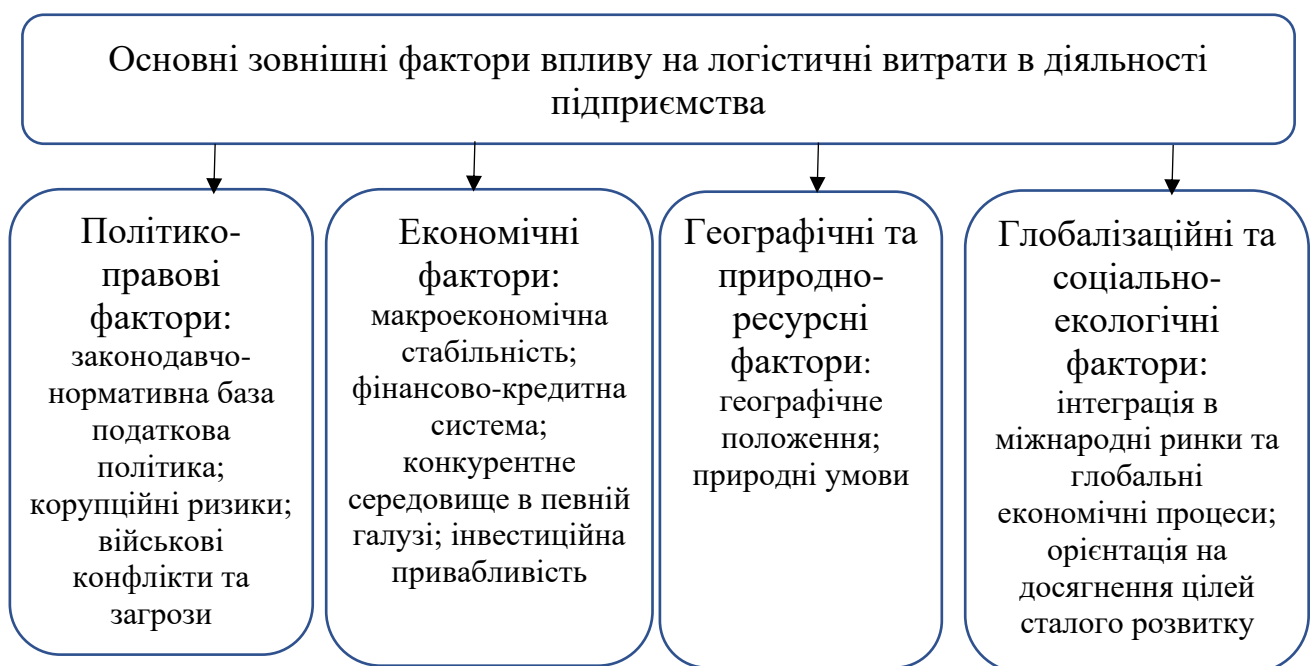 Основні зовнішні фактори впливу на логістичні витрати в діяльності
підприємства
Політико-
правові
фактори:
законодавчо-
нормативна база
податкова
політика;
корупційні ризики;
військові
конфлікти та
загрози
Економічні
фактори:
макроекономічна
стабільність;
фінансово-кредитна
система;
конкурентне
середовище в певній
галузі; інвестиційна
привабливість
Географічні та
природно-
ресурсні
фактори:
географічне
положення;
природні умови
Глобалізаційні та
соціально-
екологічні
фактори:
інтеграція в
міжнародні ринки та
глобальні
економічні процеси;
орієнтація на
досягнення цілей
сталого розвитку